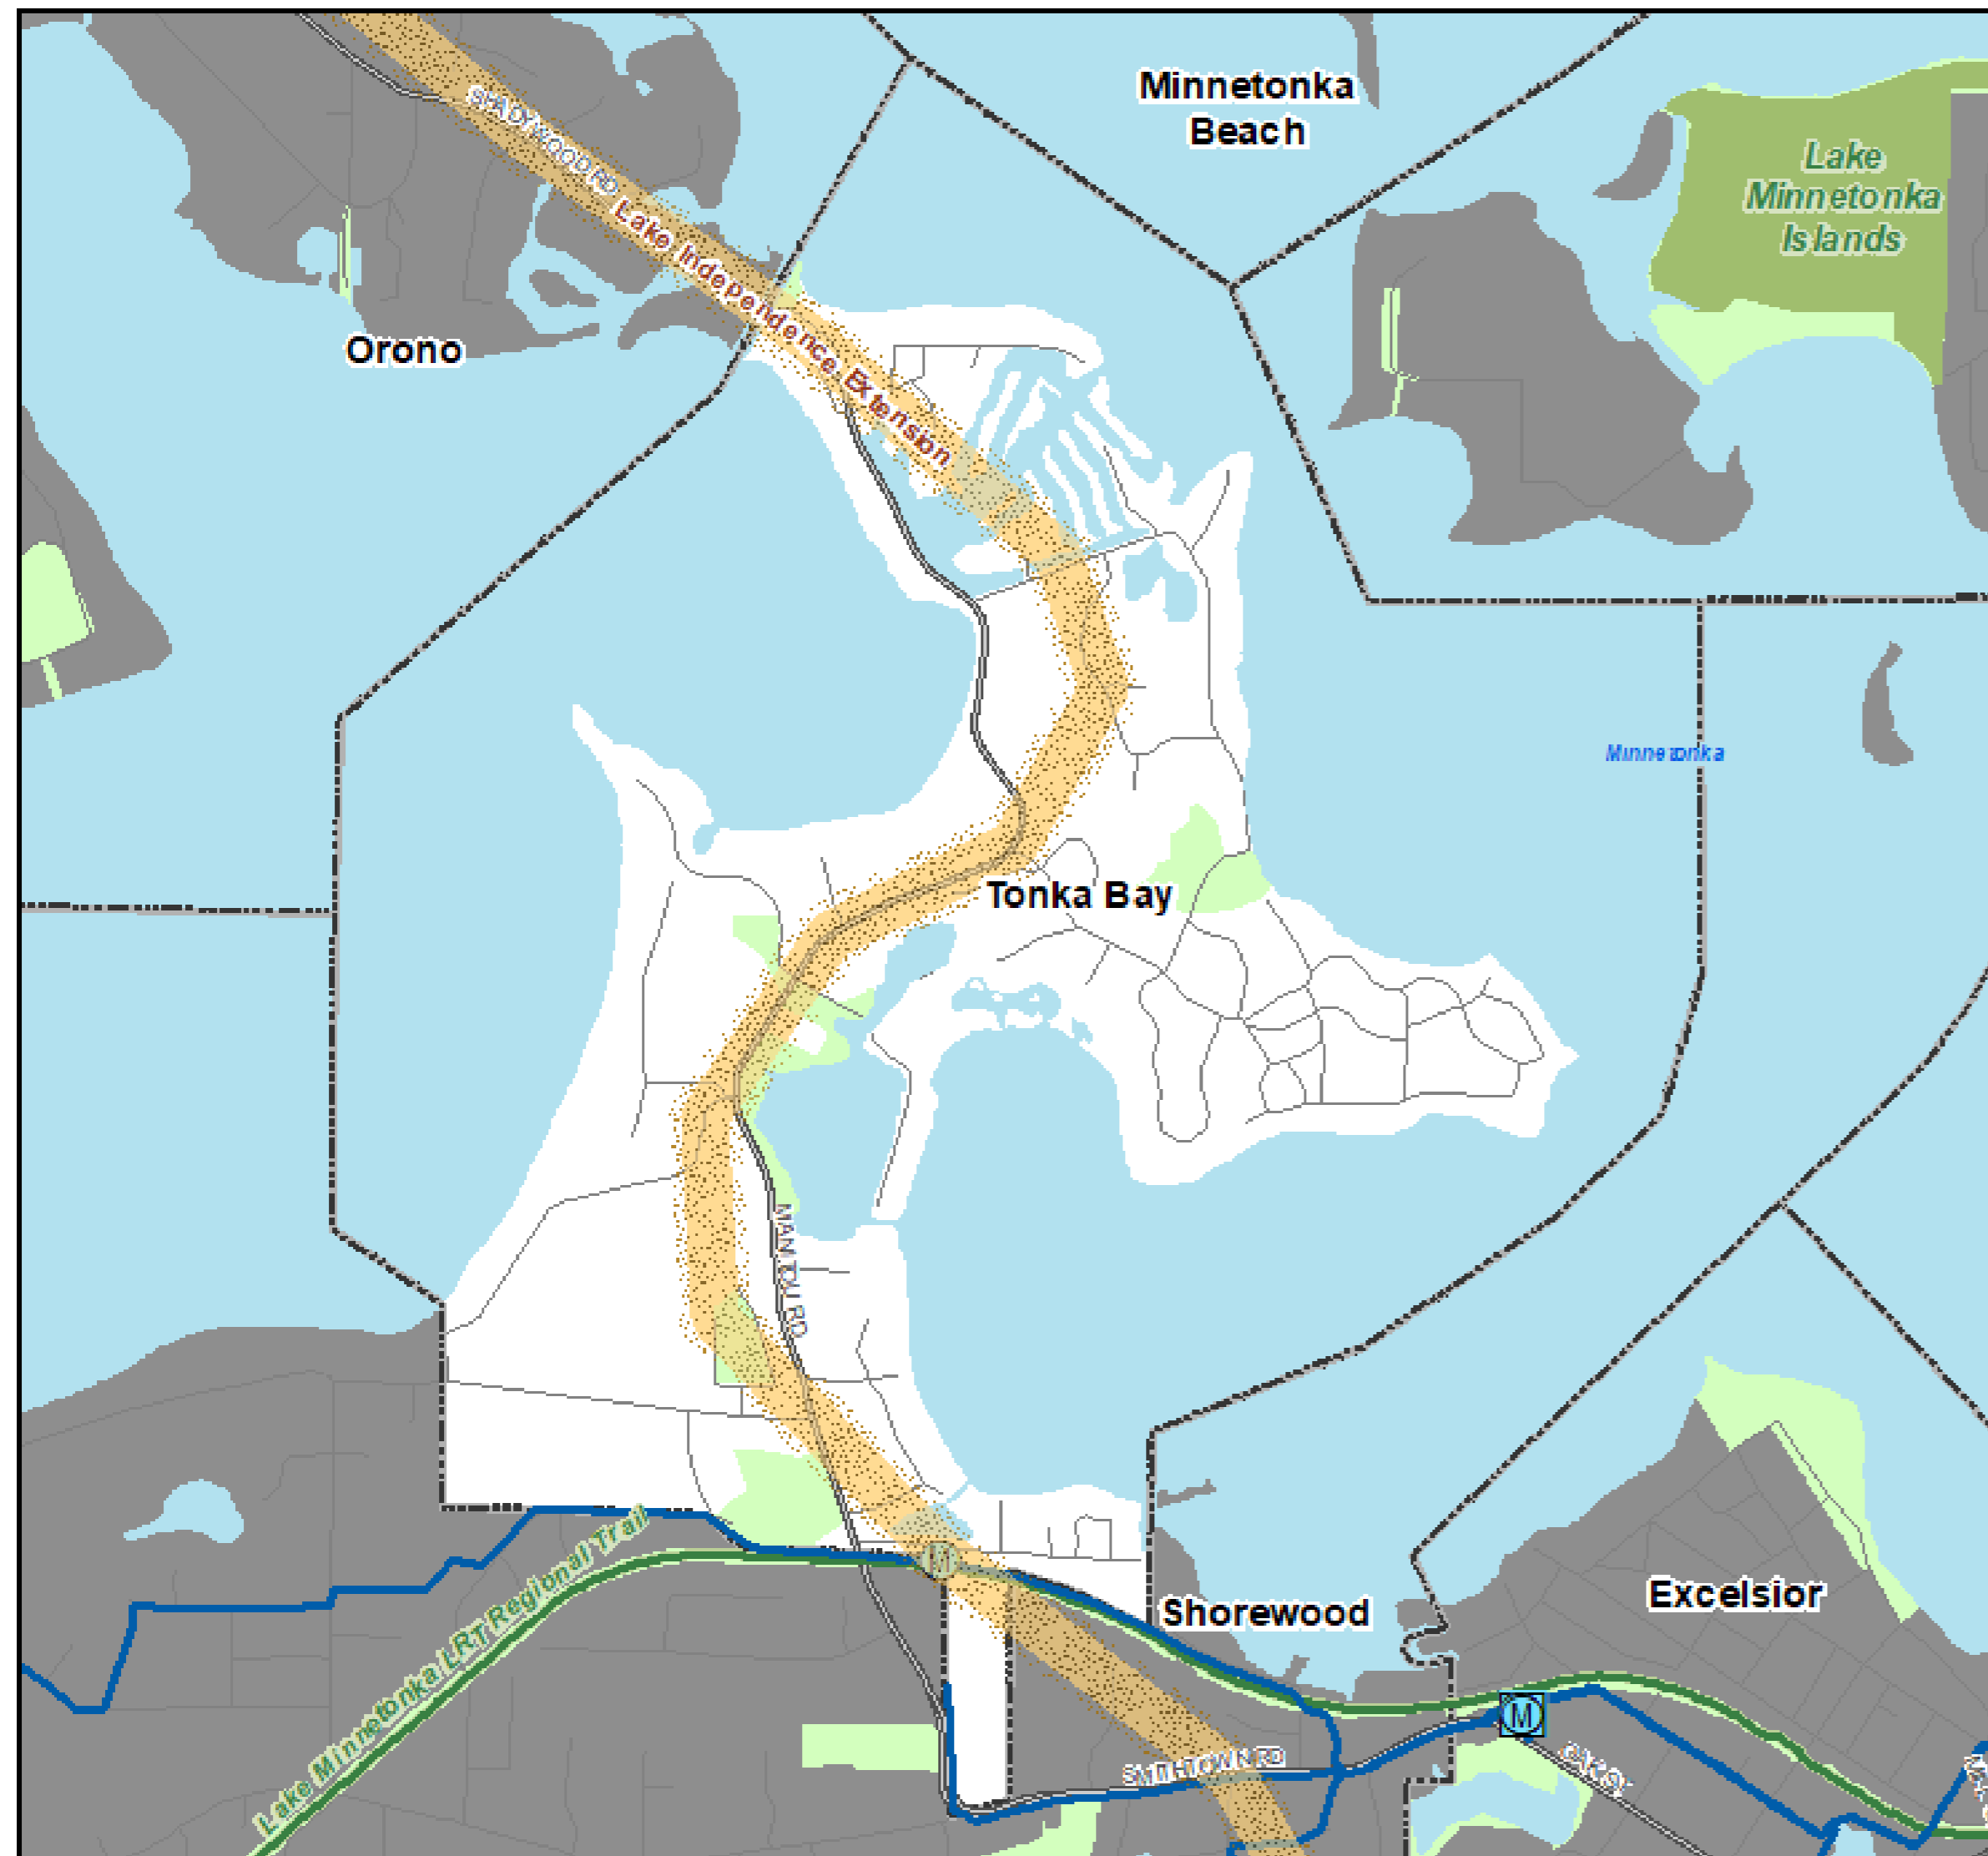 Minnetonka
Beach
Lake
Minnetonka
Islands
SHADYWOOD RD
Lake Independence Extension
Orono
Minnetonka
Tonka Bay
MANITOU RD
Lake Minnetonka LRT Regional Trail
M
Shorewood
Excelsior
M
SMITHTOWN RD
OAK ST